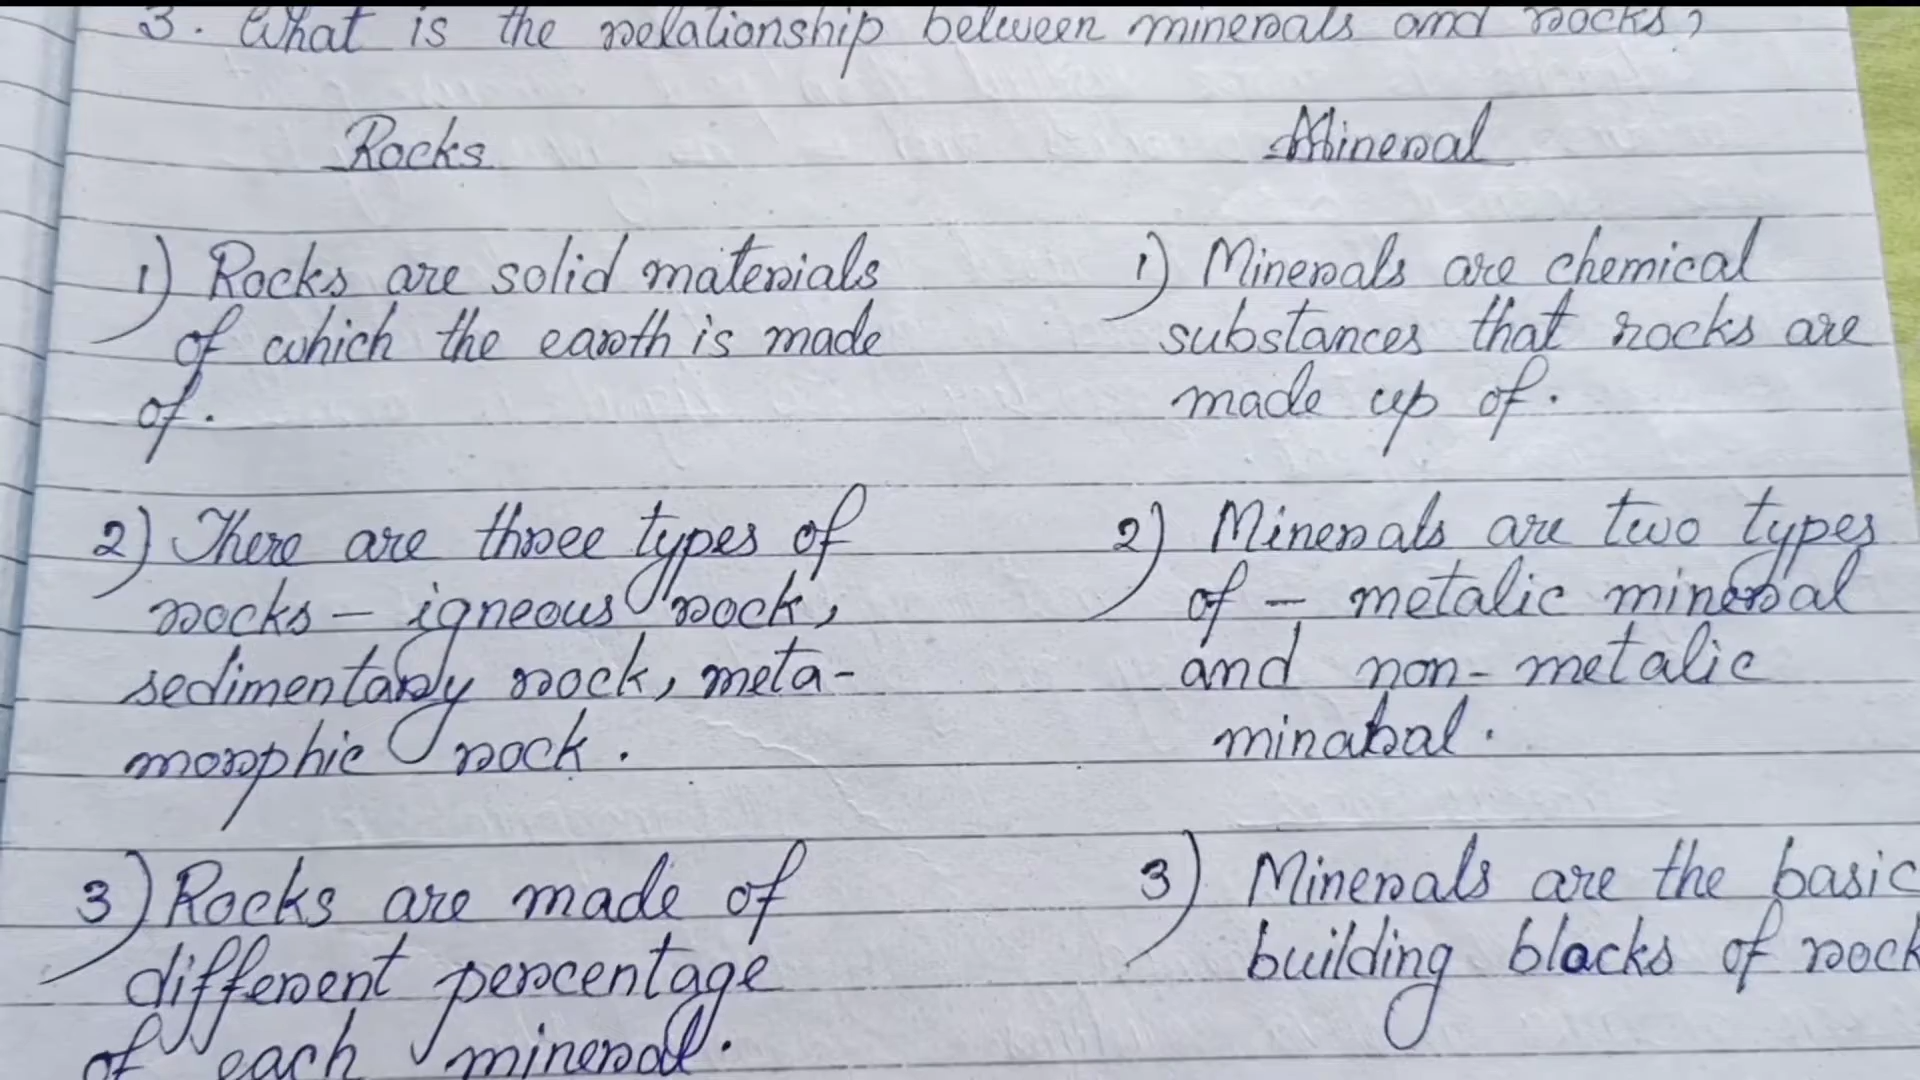 3. What is the relationship between minerals and rocks?
Rocks
1) Rocks are solid materials
of which the earth is made
of.
2) There are three types of
rocks – igneous rock,
sedimentary rock, meta-
morphic rock.
3) Rocks are made of
different percentage
of each mineral.
Mineral
1) Minerals are chemical
substances that rocks are
made up of.
2) Minerals are two types
of – metalic mineral
and non-metalic
minaral.
3) Minerals are the basic
building blacks of rock